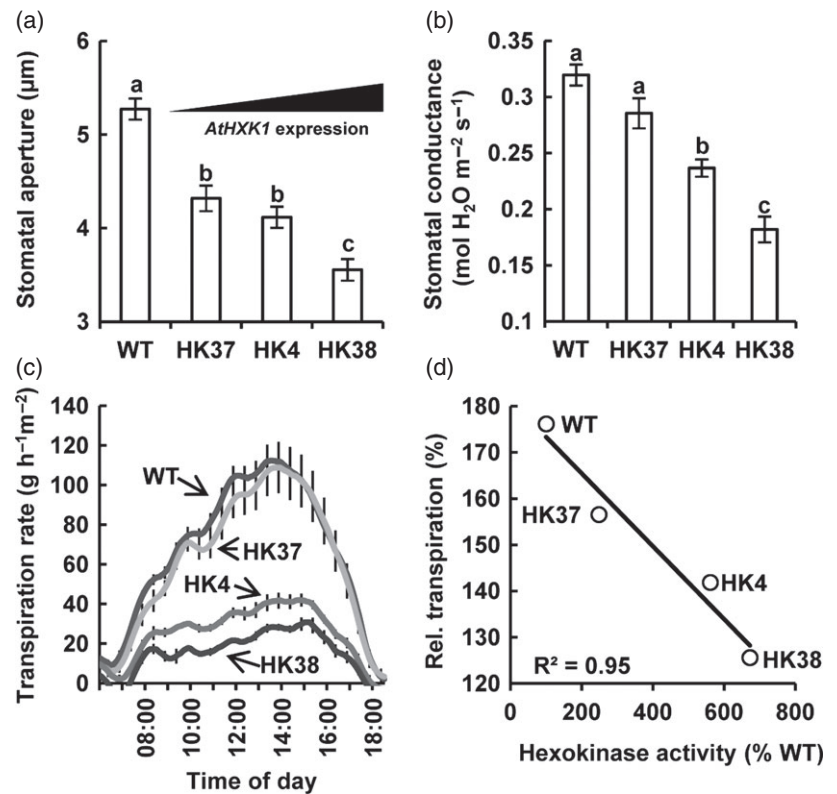 (a)
Stomatal aperture (µm)
6
5
4
3
a
b
b
c
AtHXK1 expression
WT HK37 HK4 HK38
(b)
Stomatal conductance
(mol H₂O m⁻² s⁻¹)
0.35
0.3
0.25
0.2
0.15
0.1
a
a
b
c
WT HK37 HK4 HK38
(c)
Transpiration rate (g h⁻¹m⁻²)
140
120
100
80
60
40
20
0
WT
HK37
HK4
HK38
08:00 10:00 12:00 14:00 16:00 18:00
Time of day
(d)
Rel. transpiration (%)
180
170
160
150
140
130
120
WT
HK37
HK4
HK38
R² = 0.95
0 200 400 600 800
Hexokinase activity (% WT)